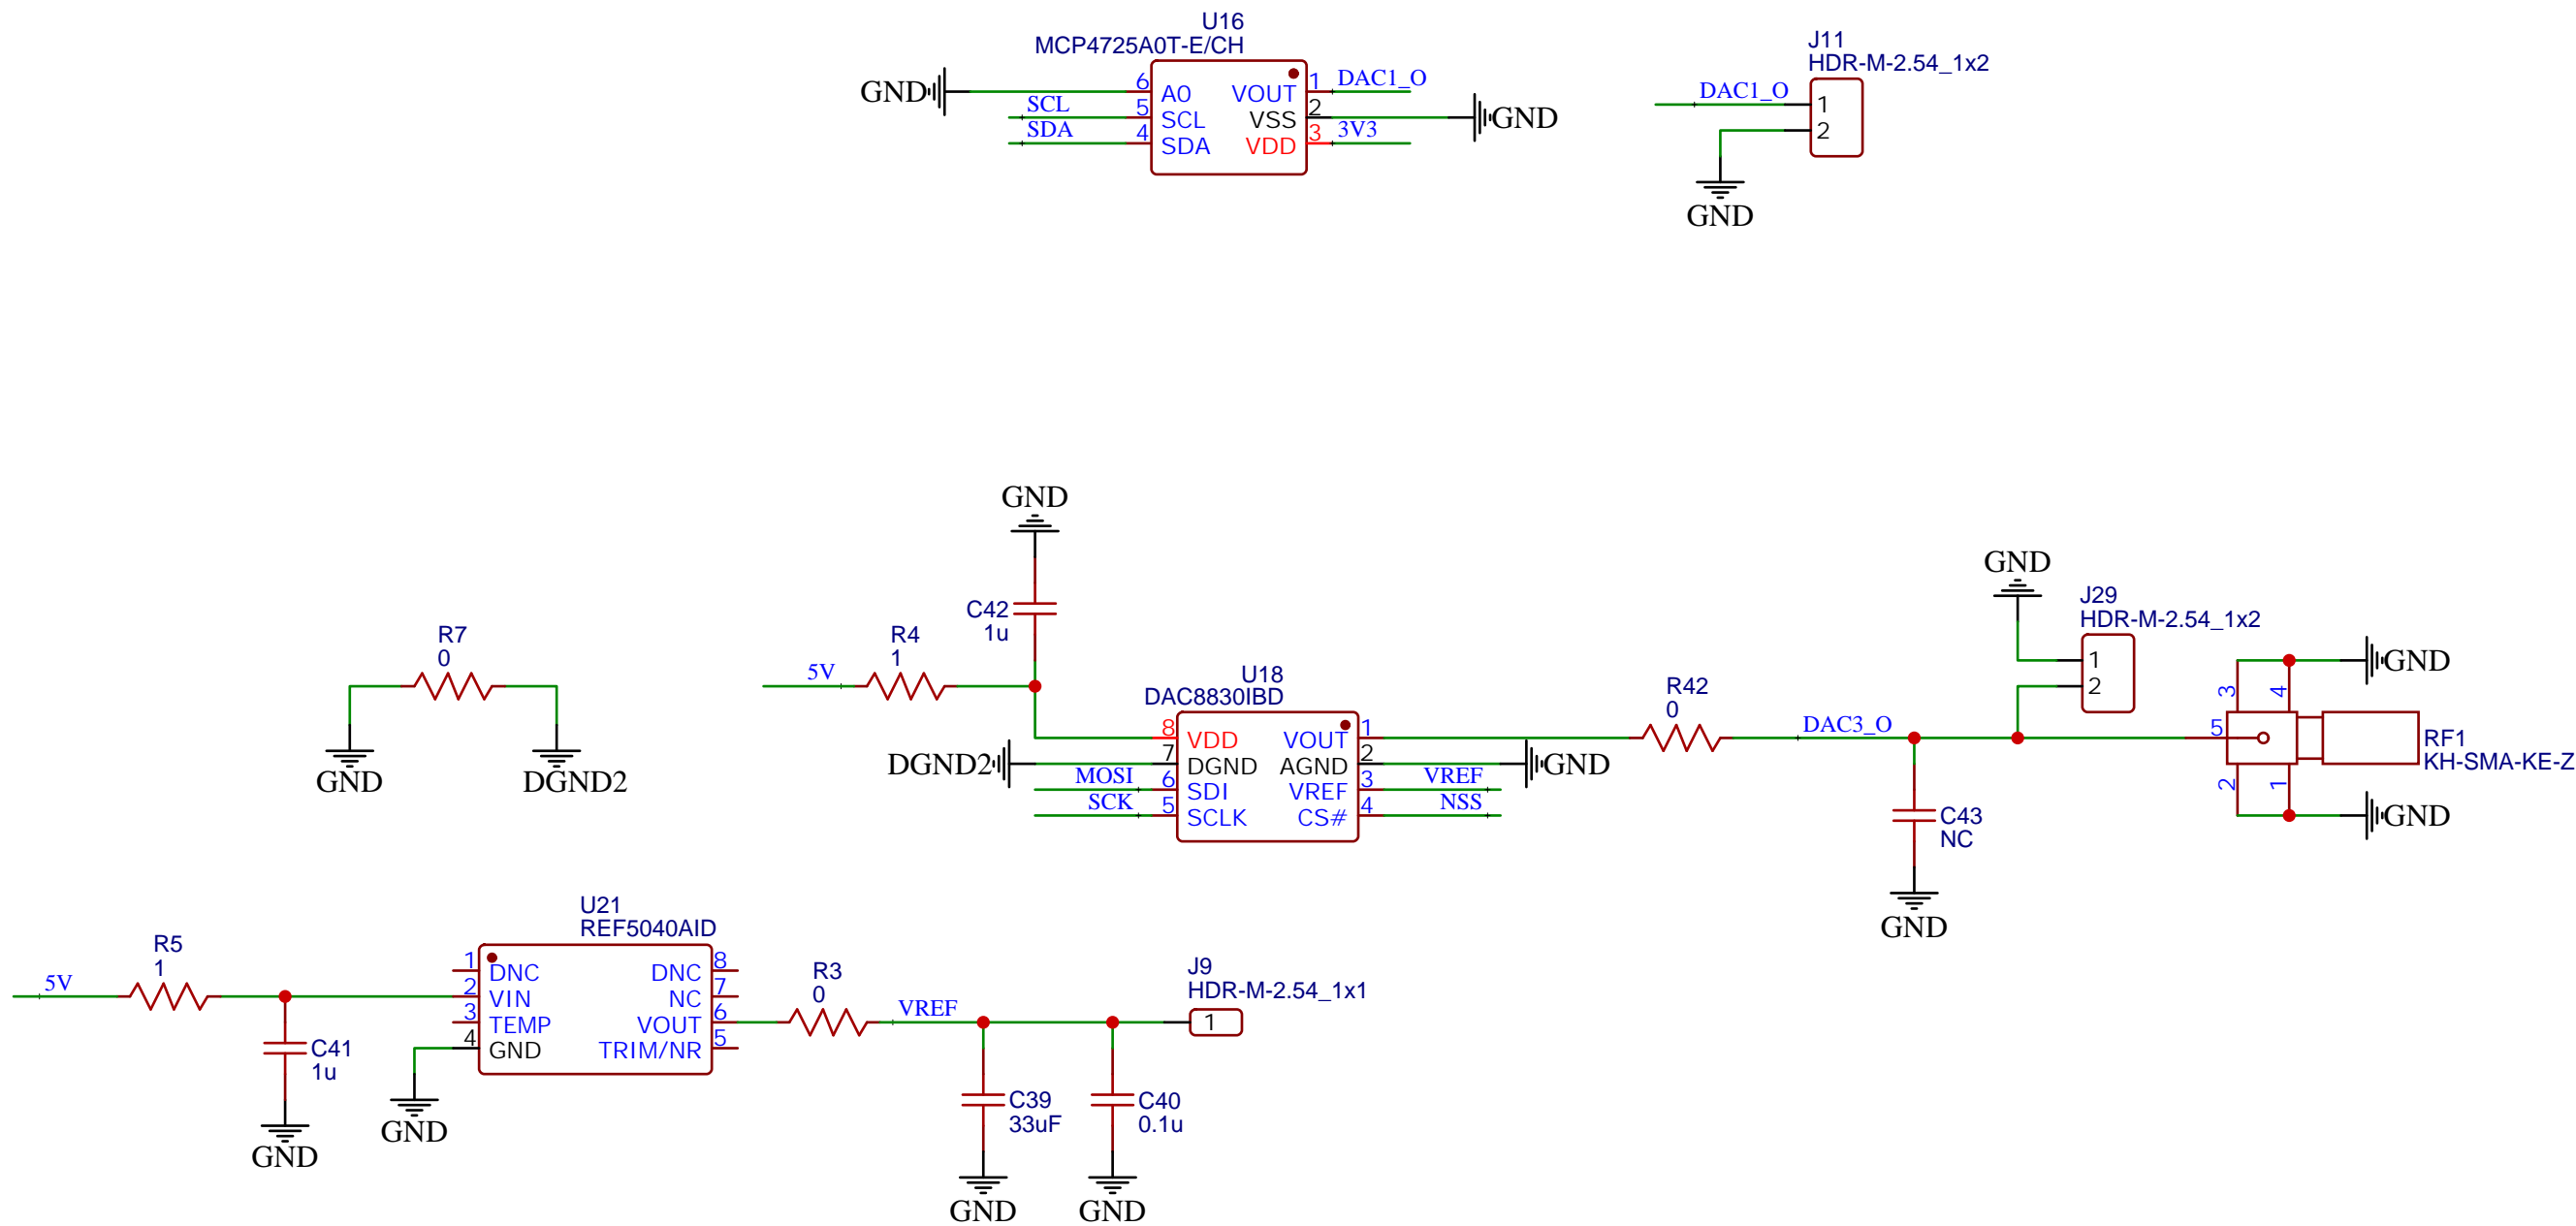 U16
MCP4725A0T-E/CH
GND
6
A0
VOUT
1
DAC1_O
SCL
5
SCL
VSS
2
GND
SDA
4
SDA
VDD
3
3V3
J11
HDR-M-2.54_1x2
DAC1_O
1
2
GND
GND
C42
1u
R7
0
GND
DGND2
5V
R4
1
U18
DAC8830IBD
8
VDD
VOUT
1
DGND2
7
DGND
AGND
2
GND
MOSI
6
SDI
VREF
3
VREF
SCK
5
SCLK
CS#
4
NSS
R42
0
DAC3_O
GND
J29
HDR-M-2.54_1x2
1
2
C43
NC
GND
3
4
GND
5
RF1
KH-SMA-KE-Z
2
1
GND
5V
R5
1
C41
1u
GND
U21
REF5040AID
1
DNC
DNC
8
2
VIN
NC
7
3
TEMP
VOUT
6
4
GND
TRIM/NR
5
GND
R3
0
VREF
J9
HDR-M-2.54_1x1
1
C39
33uF
C40
0.1u
GND
GND